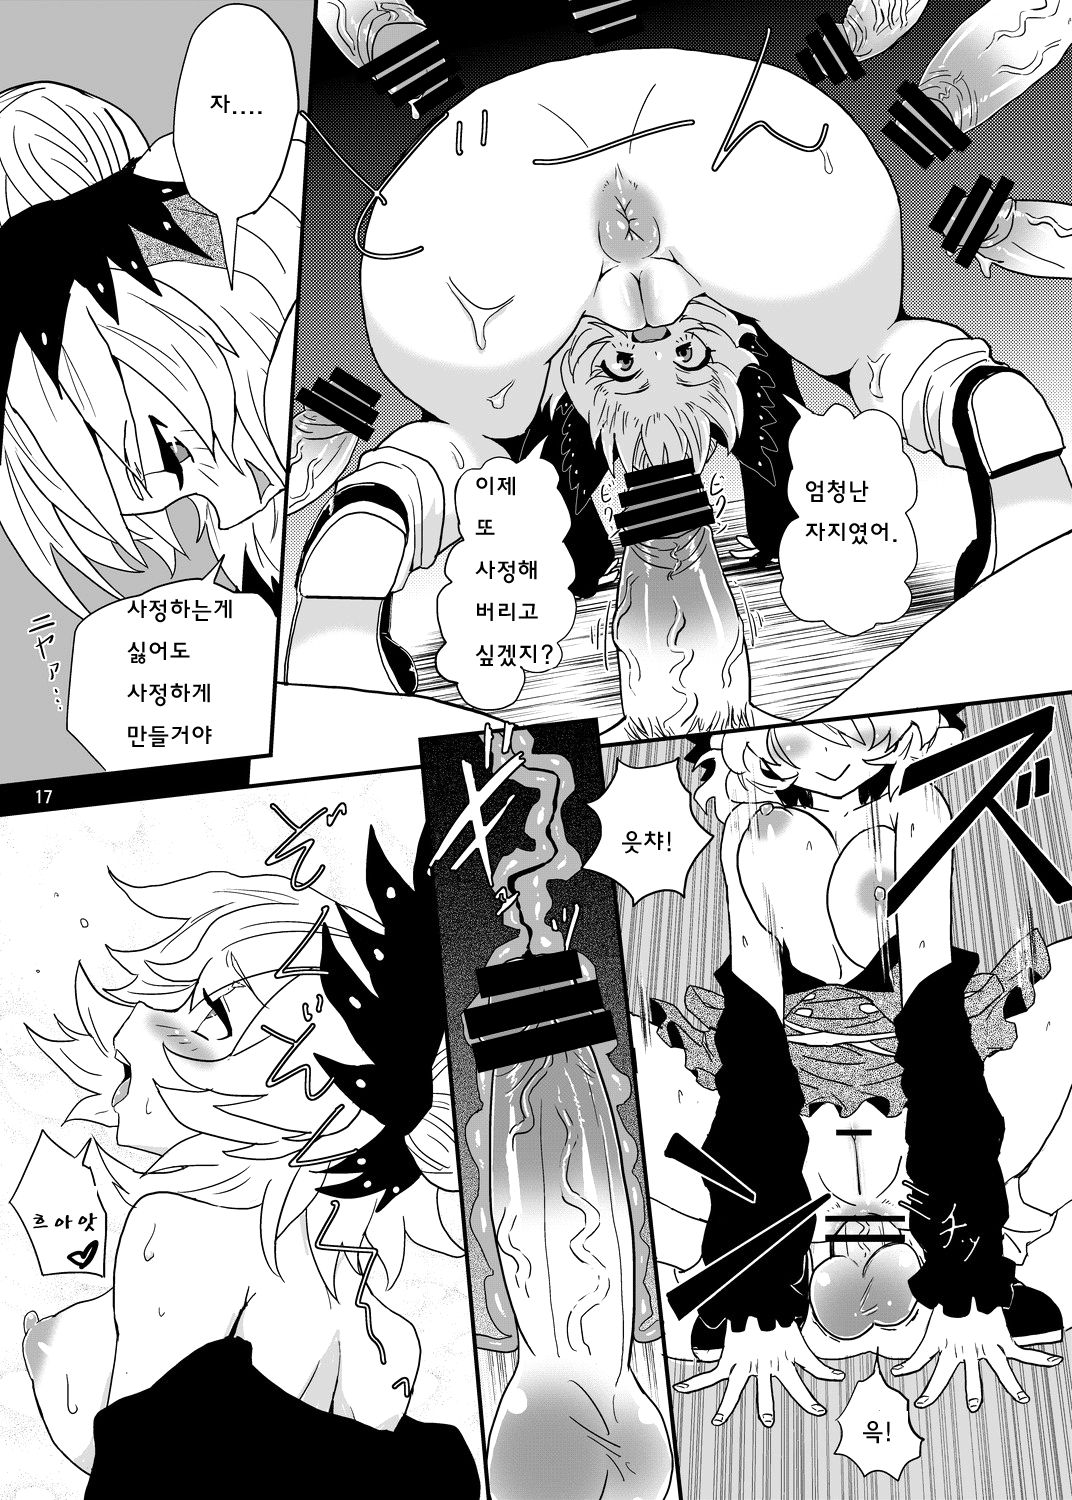 자....
엄청난
자지였어.
이제
또
사정해
버리고
싶겠지?
사정하는게
싫어도
사정하게
만들거야
ニヤァ…
17
읏챠!
흐아앗
윽!